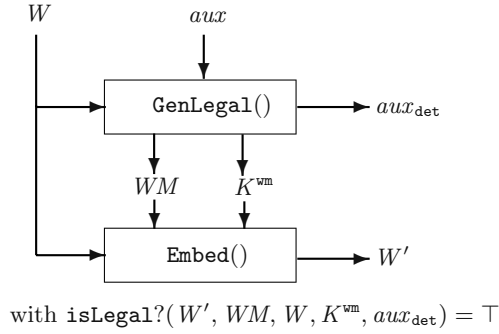 W aux
GenLegal() aux_det
WM K^wm
Embed() W'
with isLegal?(W', WM, W, K^wm, aux_det) = ⊤